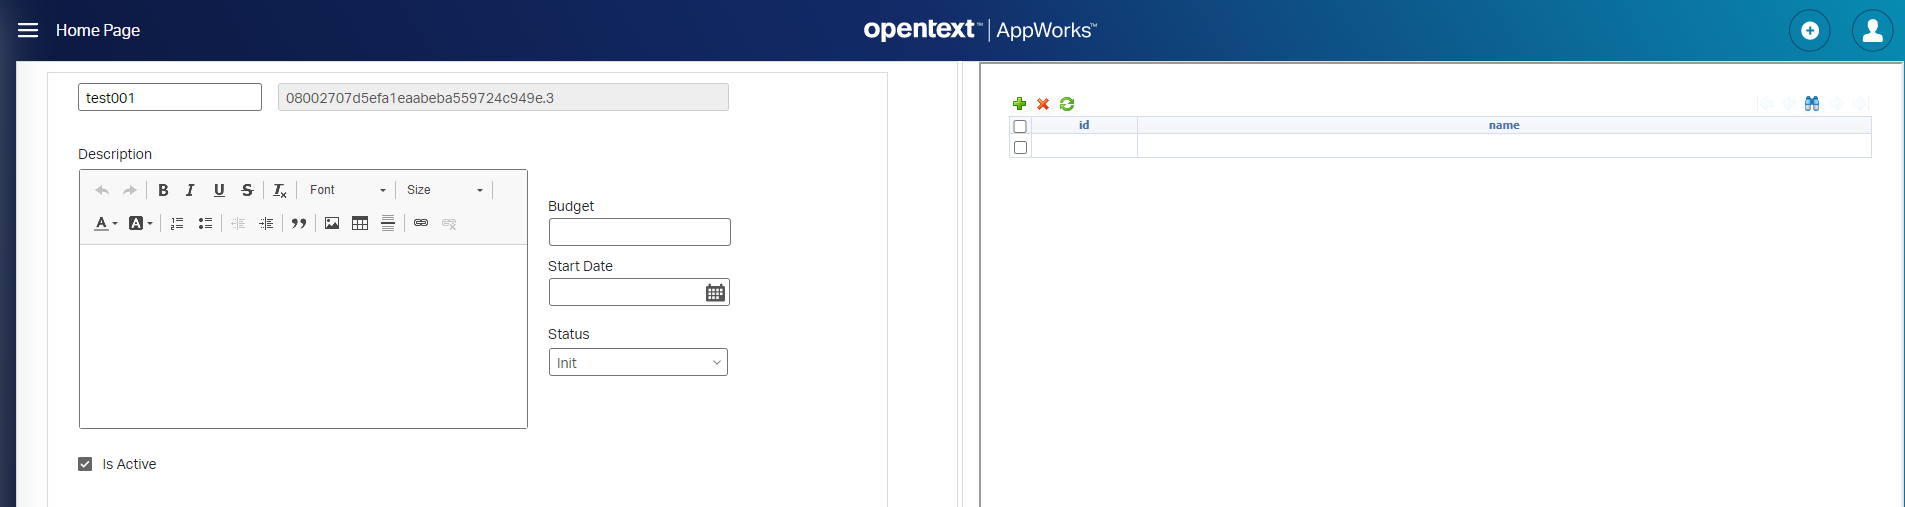 Home Page
opentext™ | AppWorks™
test001
08002707d5efa1eaabeba559724c949e.3
Description
B I U S Tx Font Size
A A
Budget
Start Date
Status
Init
Is Active
id name